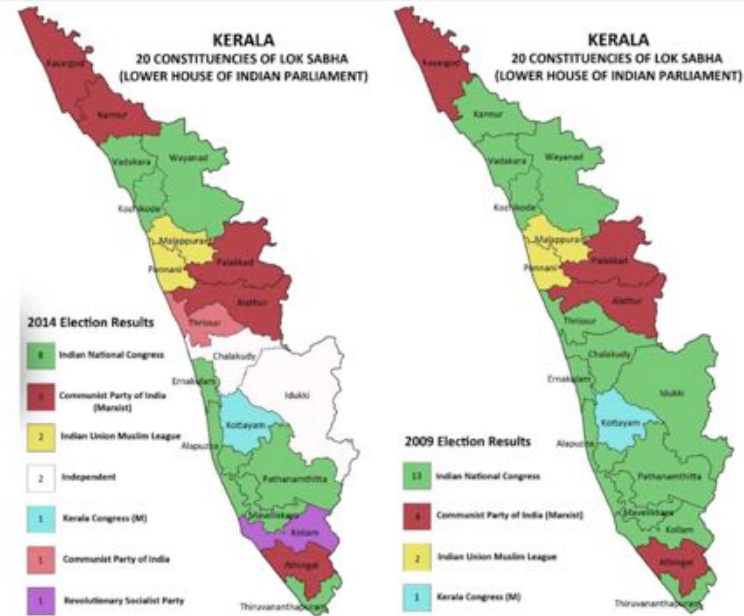 KERALA
20 CONSTITUENCIES OF LOK SABHA
(LOWER HOUSE OF INDIAN PARLIAMENT)
Kasargod
Kannur
Vadakara
Wayanad
Kozhikode
Malappuram
Ponnani
Palakkad
Alathur
Thrissur
Chalakudy
Ernakulam
Idukki
Kottayam
Alapuzha
Pathanamthitta
Mavelikkara
Kollam
Attingal
Thiruvananthapuram
2014 Election Results
8 Indian National Congress
5 Communist Party of India
(Marxist)
2 Indian Union Muslim League
2 Independent
1 Kerala Congress (M)
1 Communist Party of India
1 Revolutionary Socialist Party
KERALA
20 CONSTITUENCIES OF LOK SABHA
(LOWER HOUSE OF INDIAN PARLIAMENT)
Kasargod
Kannur
Vadakara
Wayanad
Kozhikode
Malappuram
Ponnani
Palakkad
Alathur
Thrissur
Chalakudy
Ernakulam
Idukki
Kottayam
Alapuzha
Pathanamthitta
Mavelikkara
Kollam
Attingal
Thiruvananthapuram
2009 Election Results
13 Indian National Congress
4 Communist Party of India (Marxist)
2 Indian Union Muslim League
1 Kerala Congress (M)